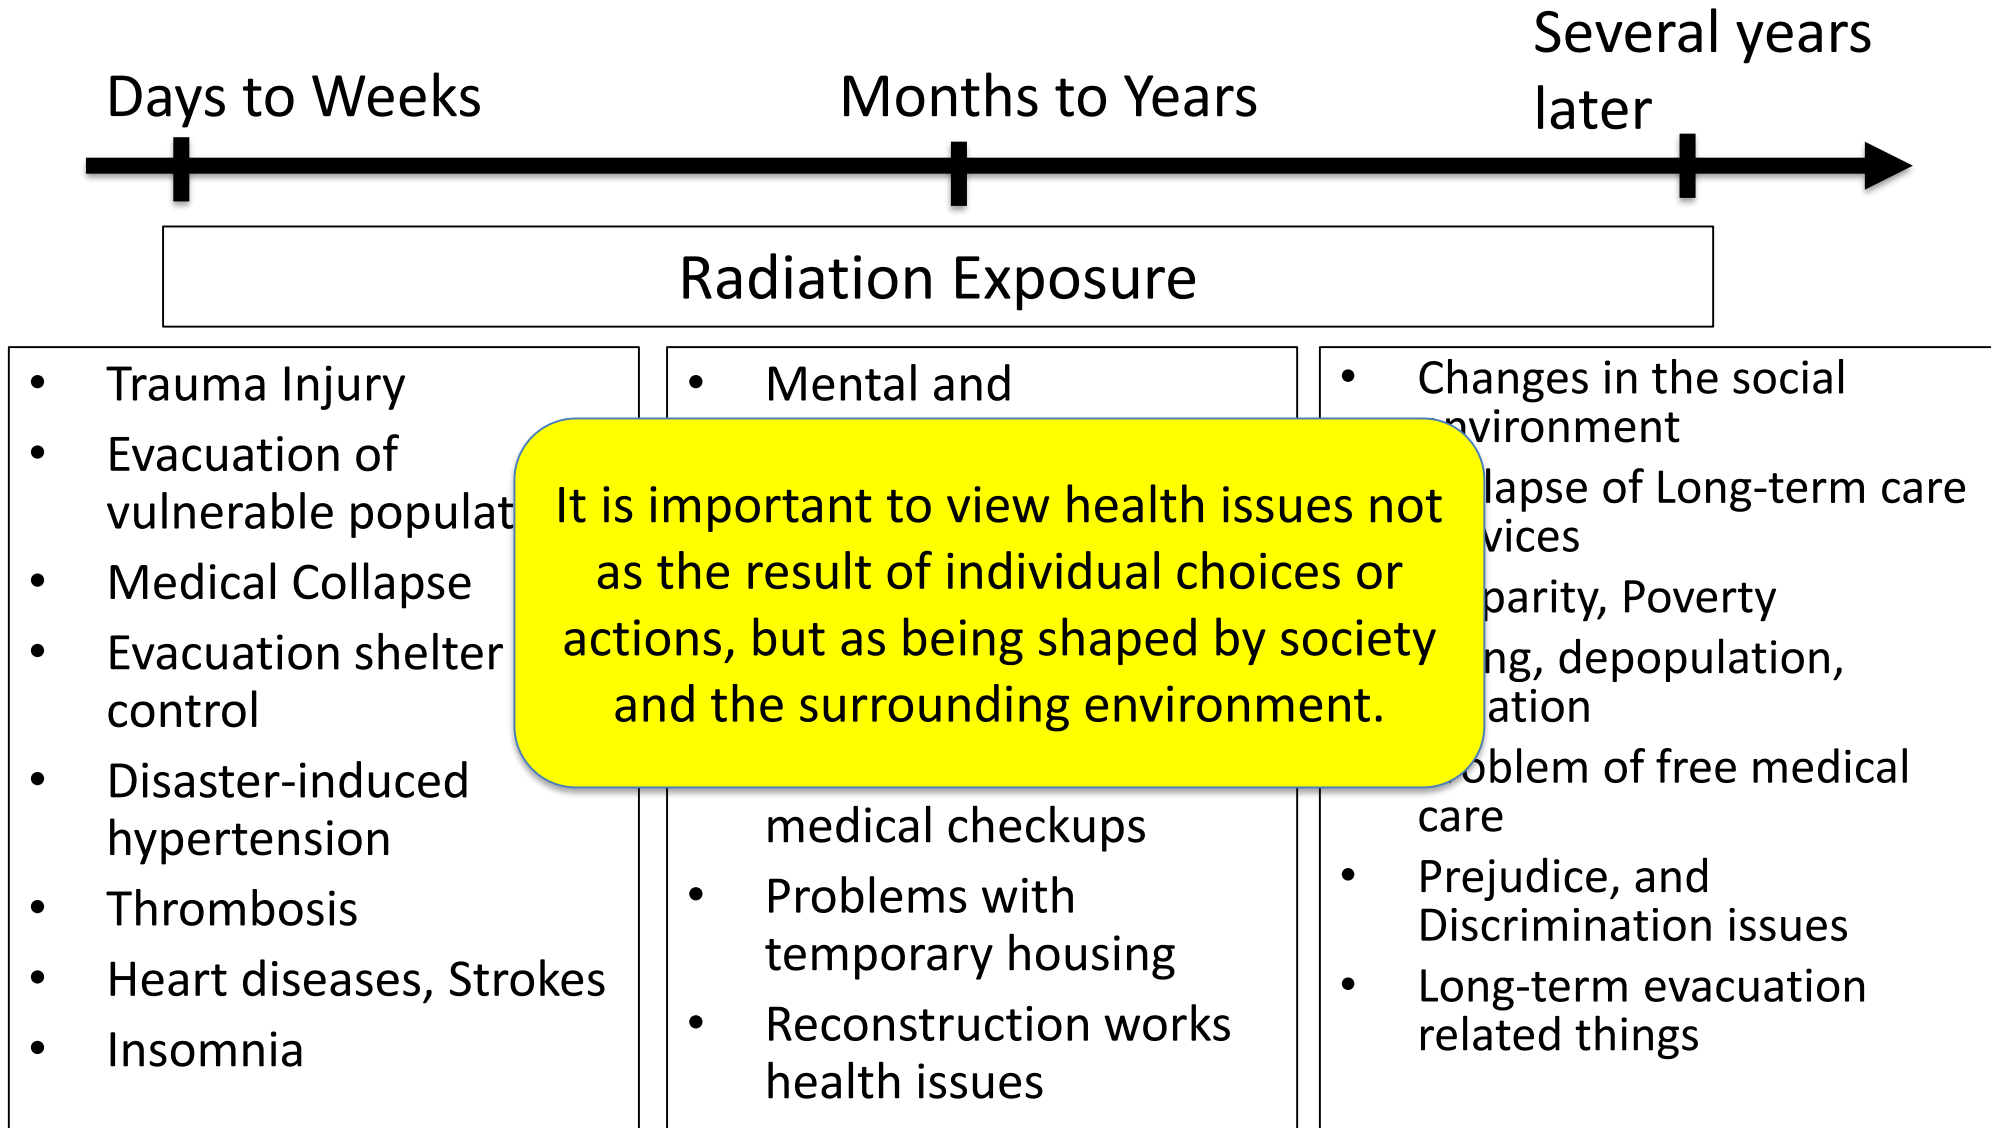 Several years
later
Days to Weeks
Months to Years
Radiation Exposure
• Trauma Injury
• Evacuation of
vulnerable populat
• Medical Collapse
• Evacuation shelter
control
• Disaster-induced
hypertension
• Thrombosis
• Heart diseases, Strokes
• Insomnia
• Mental and
medical checkups
• Problems with
temporary housing
• Reconstruction works
health issues
It is important to view health issues not
as the result of individual choices or
actions, but as being shaped by society
and the surrounding environment.
• Changes in the social
nvironment
lapse of Long-term care
vices
parity, Poverty
ng, depopulation,
ation
oblem of free medical
care
• Prejudice, and
Discrimination issues
• Long-term evacuation
related things